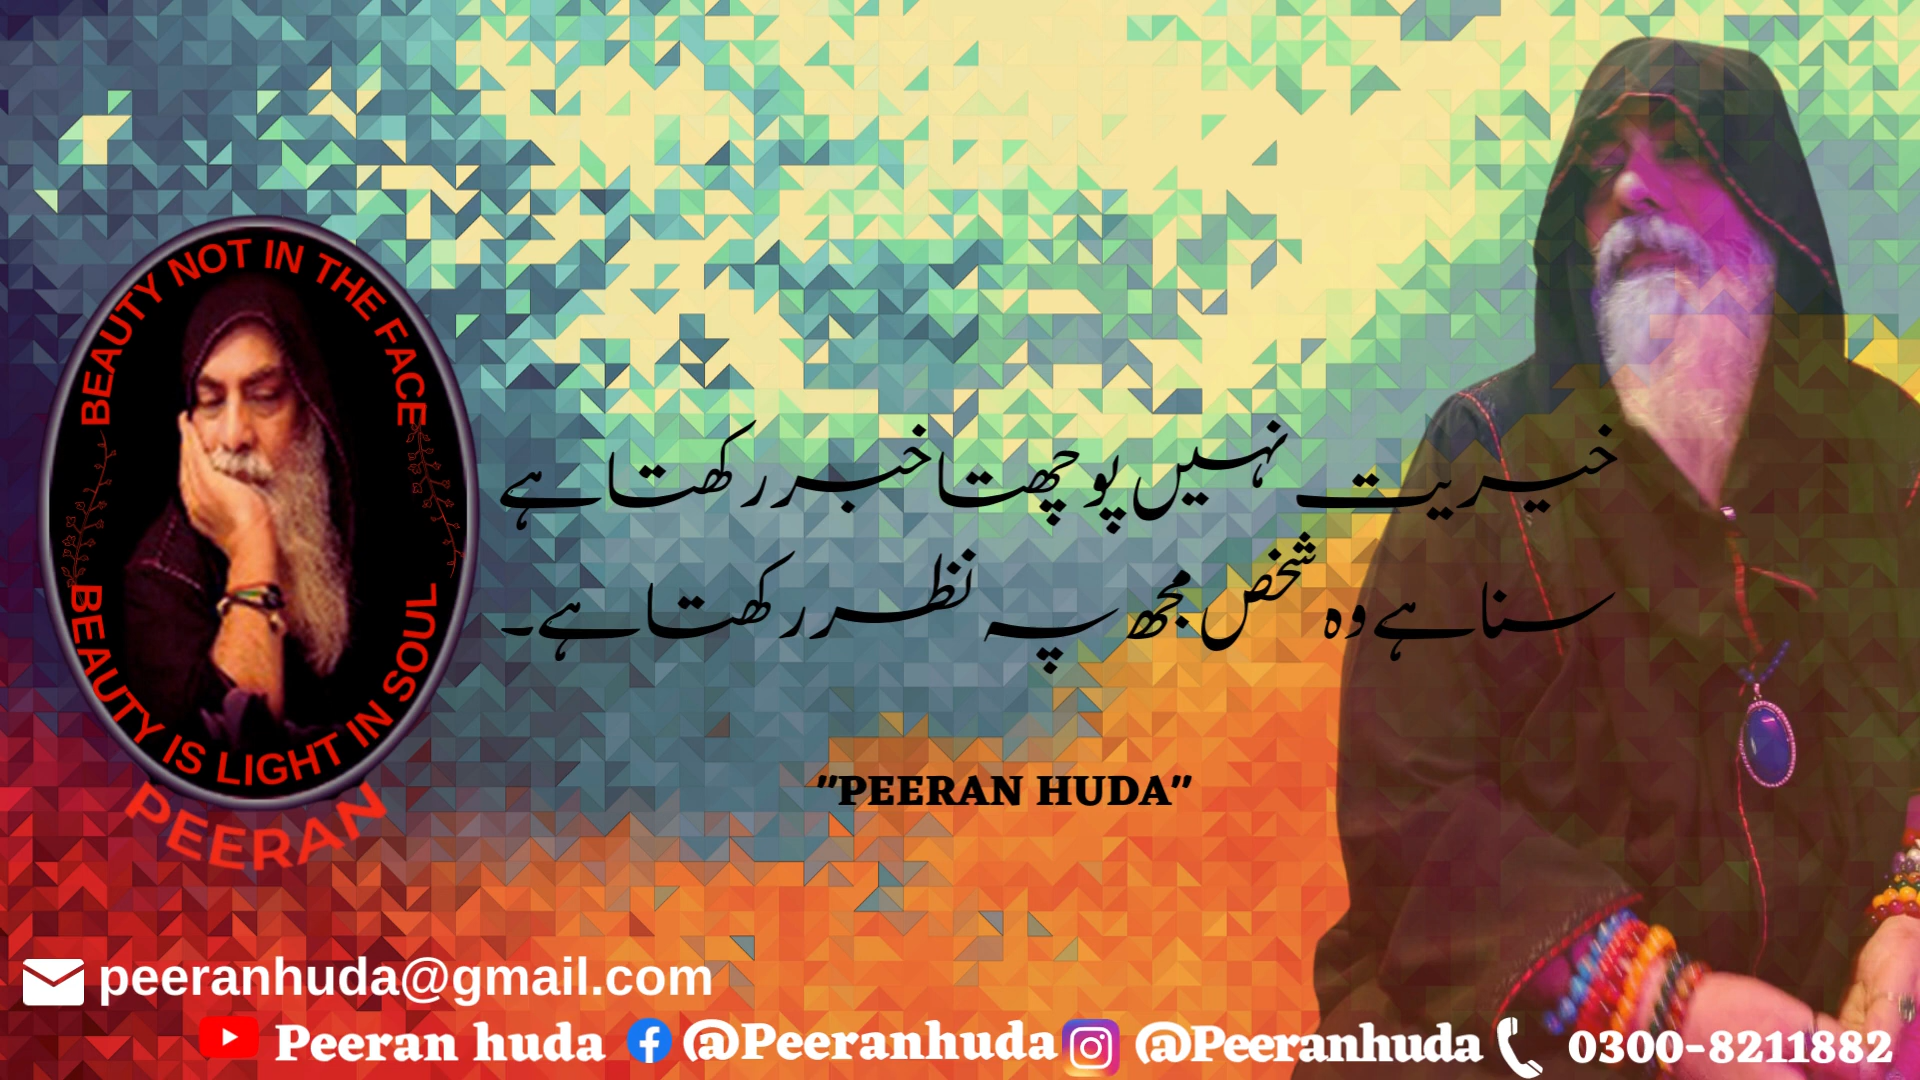 BEAUTY NOT IN THE FACE
BEAUTY IS LIGHT IN SOUL
PEERAN
خیریت نہیں پوچھتا خبر رکھتا ہے
سنا ہے وہ شخص مجھ پہ نظر رکھتا ہے۔
"PEERAN HUDA"
peeranhuda@gmail.com
Peeran huda @Peeranhuda @Peeranhuda 0300-8211882